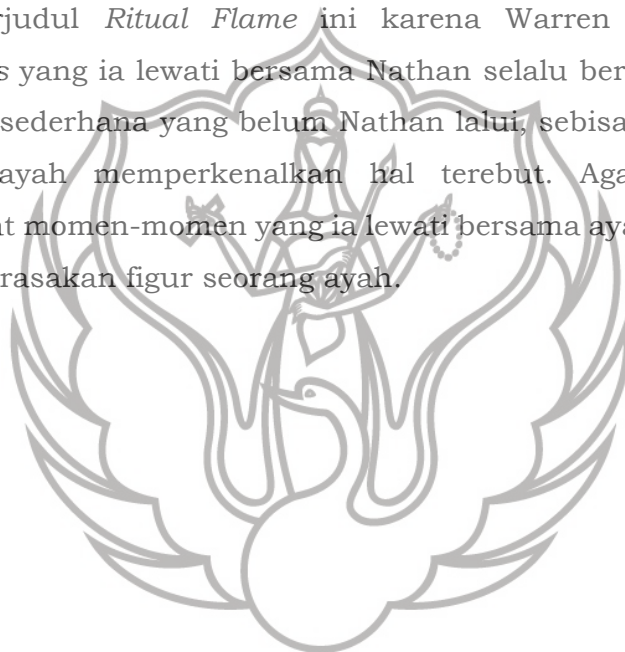 rjudul Ritual Flame ini karena Warren
s yang ia lewati bersama Nathan selalu ber
sederhana yang belum Nathan lalui, sebisa
ayah memperkenalkan hal terebut. Aga
t momen-momen yang ia lewati bersama aya
rasakan figur seorang ayah.